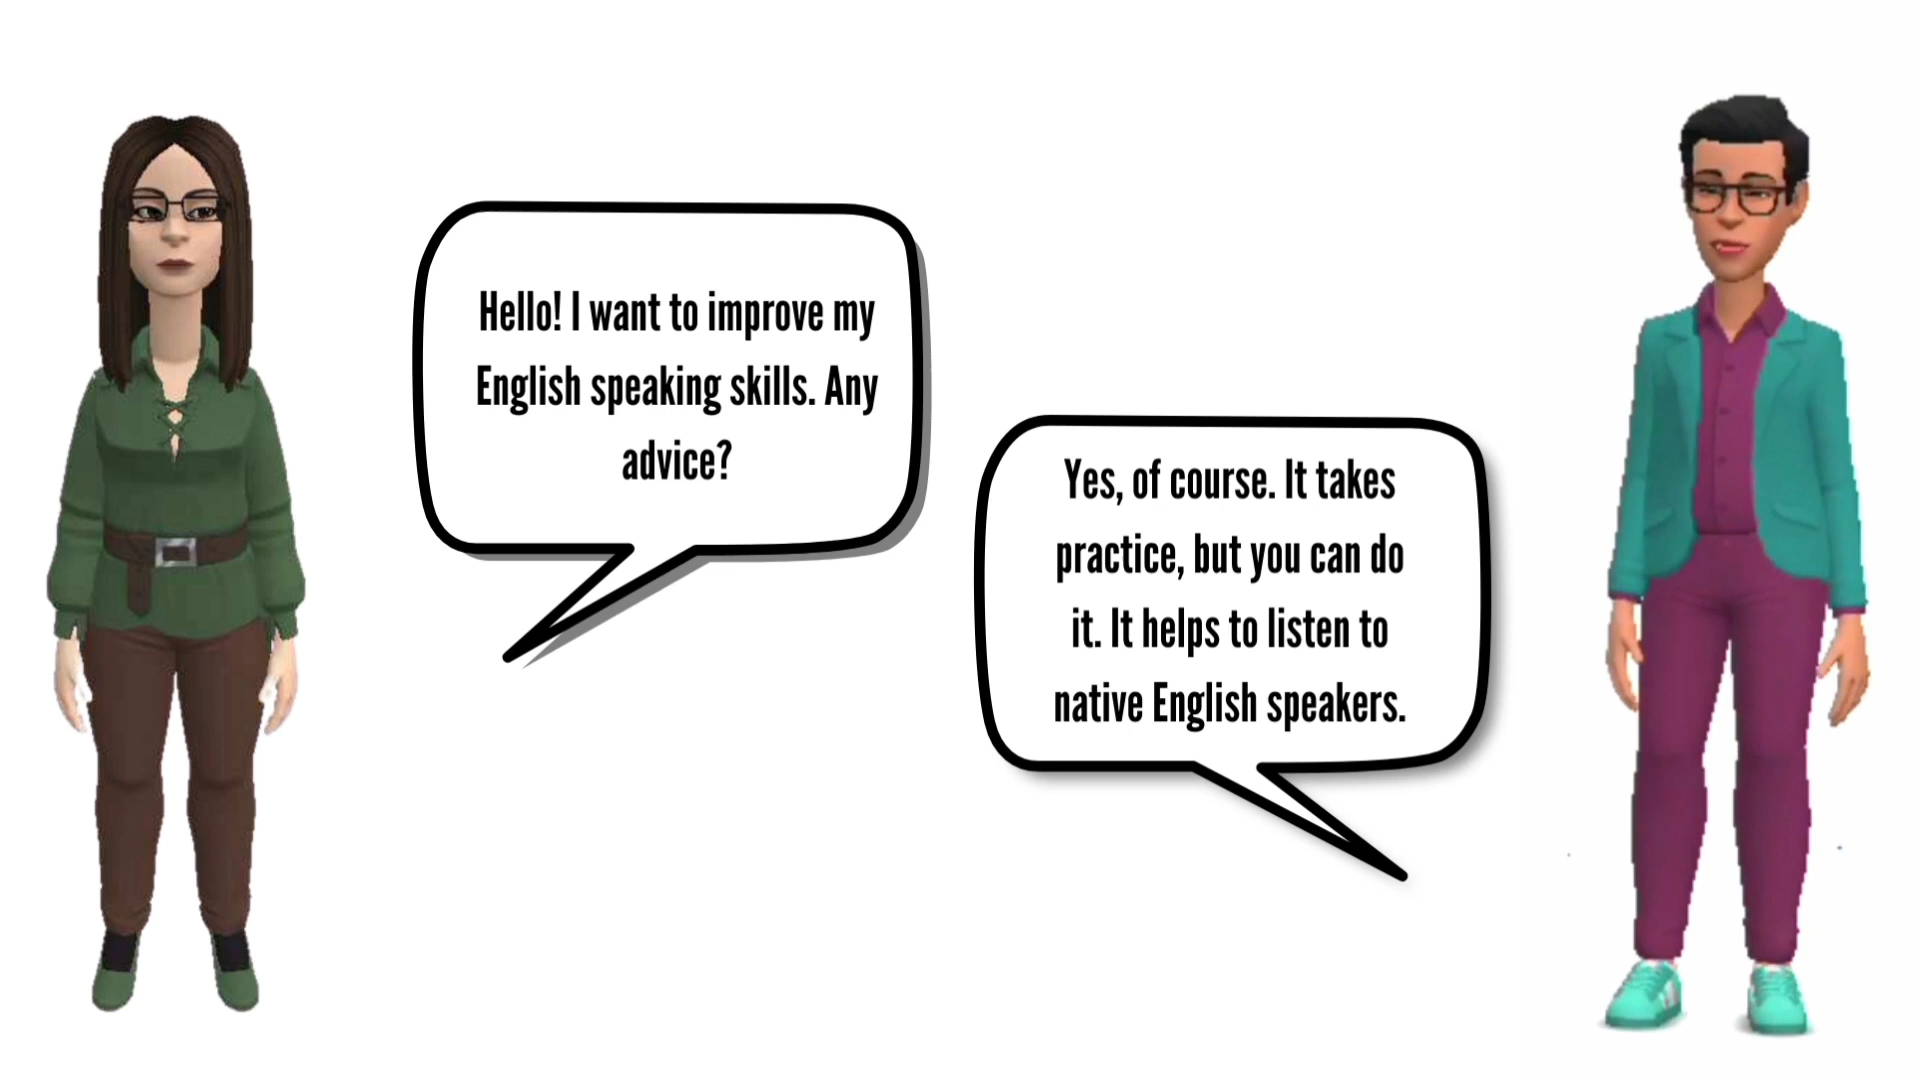 Hello! I want to improve my
English speaking skills. Any
advice?
Yes, of course. It takes
practice, but you can do
it. It helps to listen to
native English speakers.